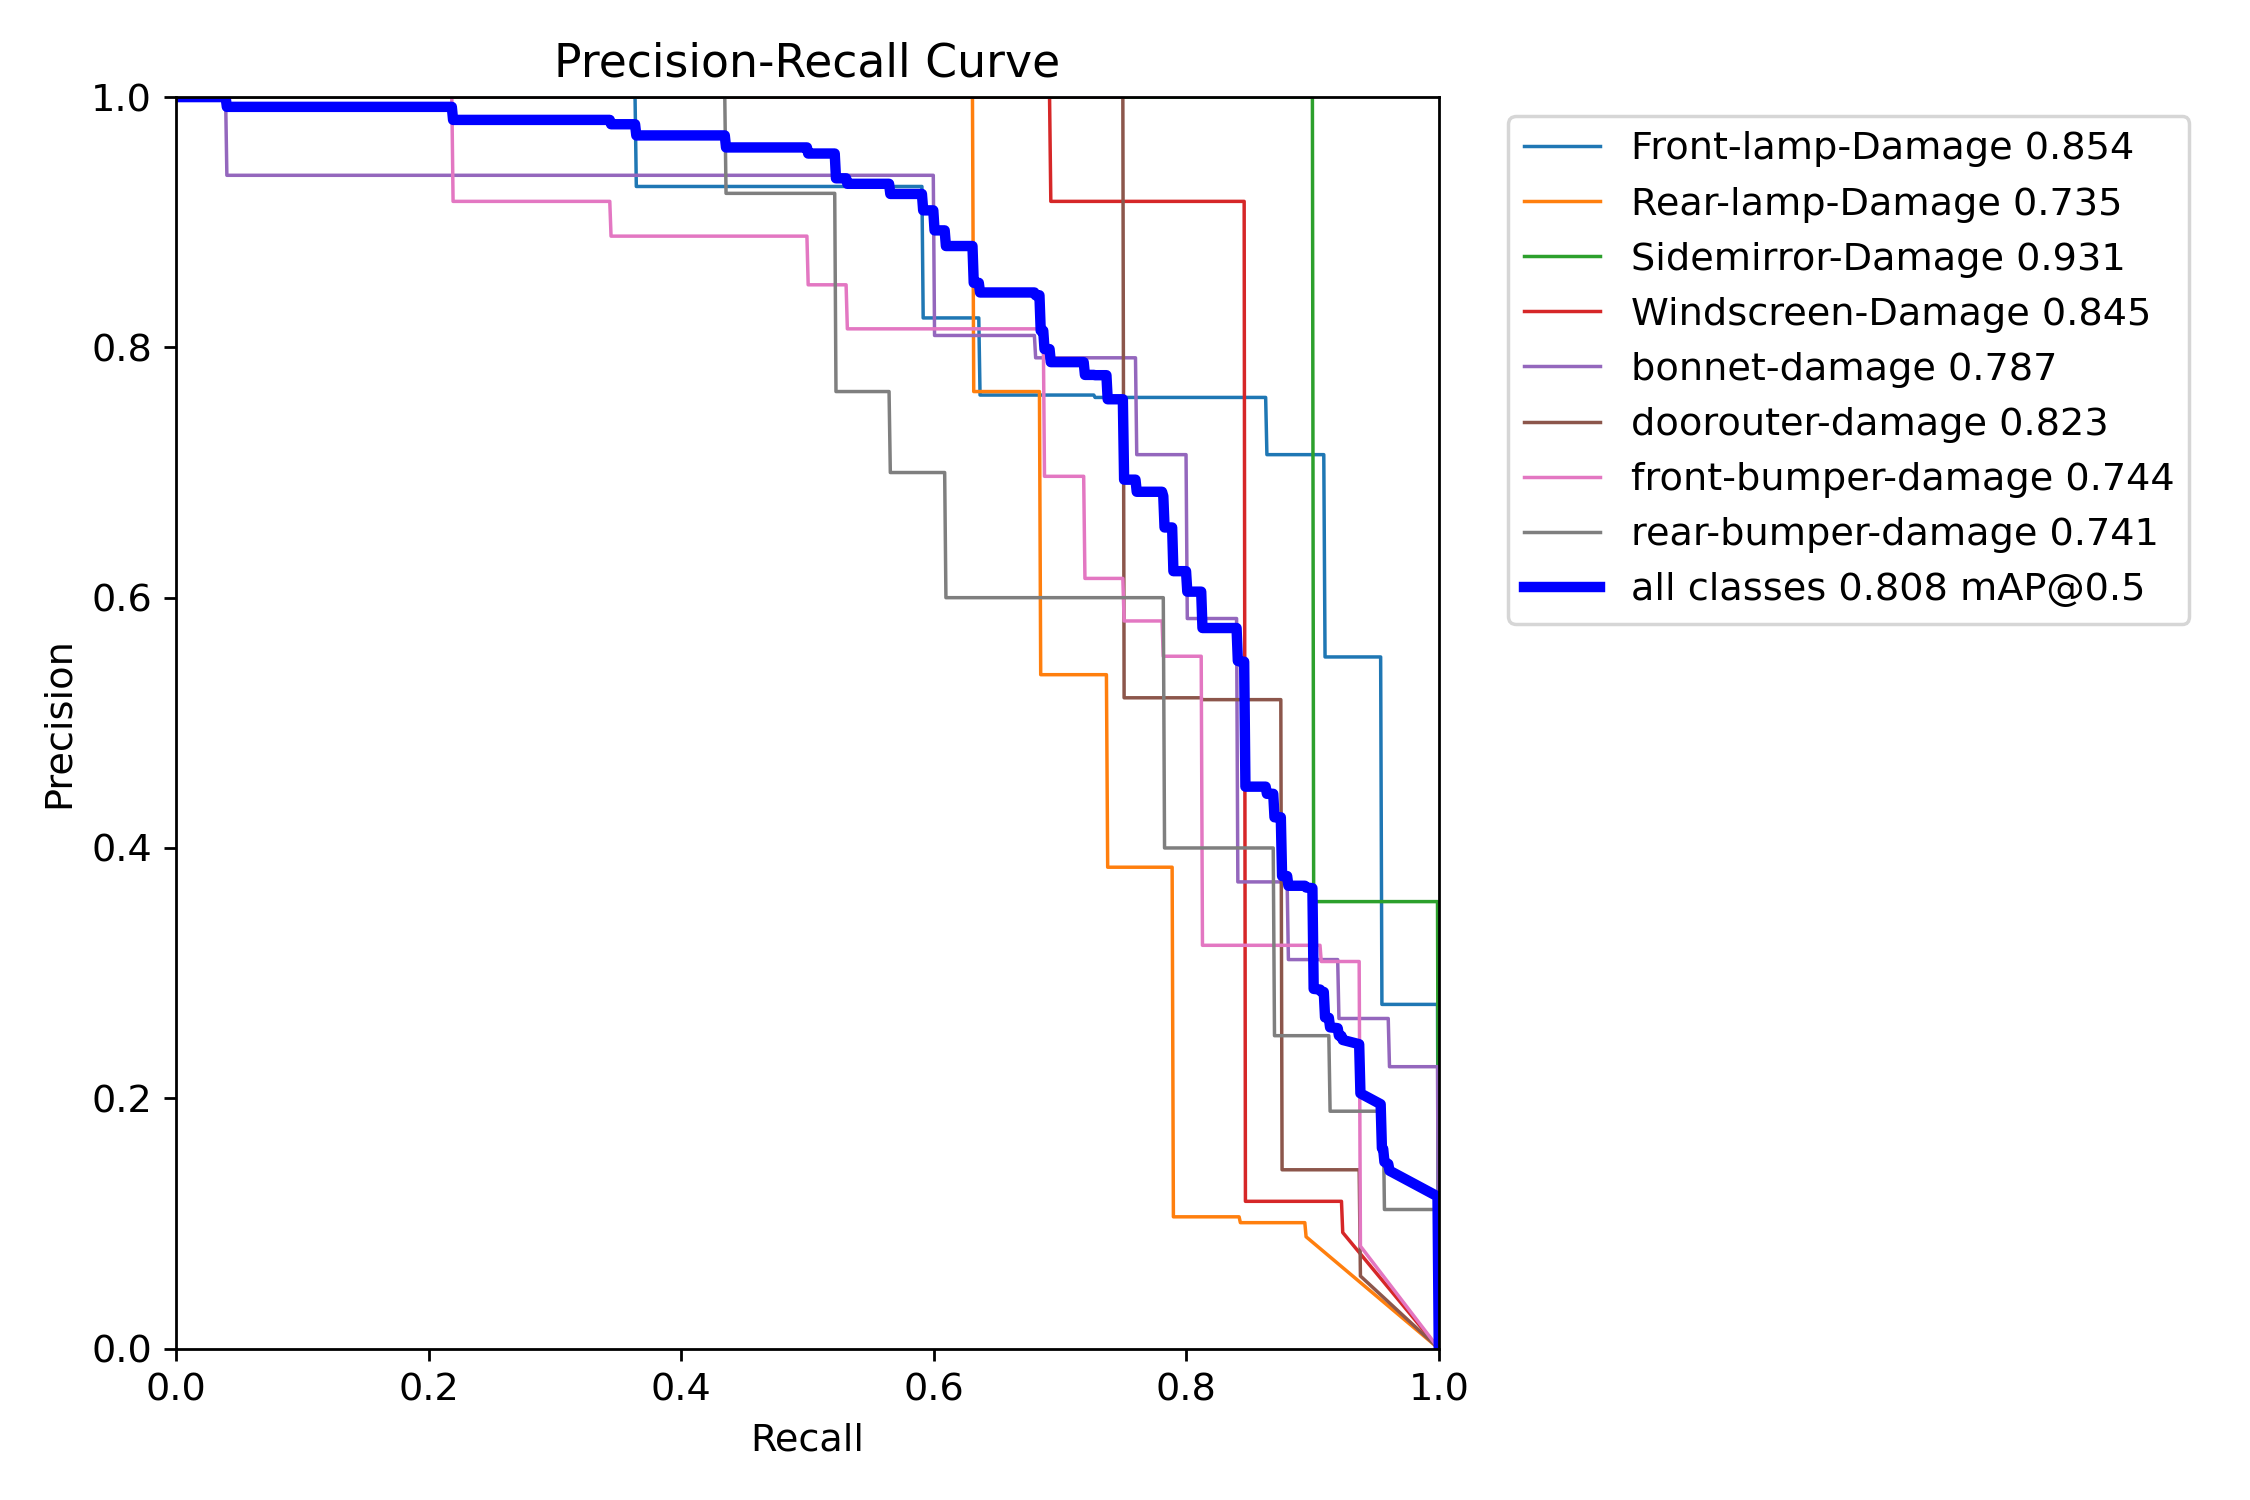 Precision-Recall Curve
1.0
0.8
0.6
0.4
0.2
0.0
Precision
0.0 0.2 0.4 0.6 0.8 1.0
Recall
Front-lamp-Damage 0.854
Rear-lamp-Damage 0.735
Sidemirror-Damage 0.931
Windscreen-Damage 0.845
bonnet-damage 0.787
doorouter-damage 0.823
front-bumper-damage 0.744
rear-bumper-damage 0.741
all classes 0.808 mAP@0.5